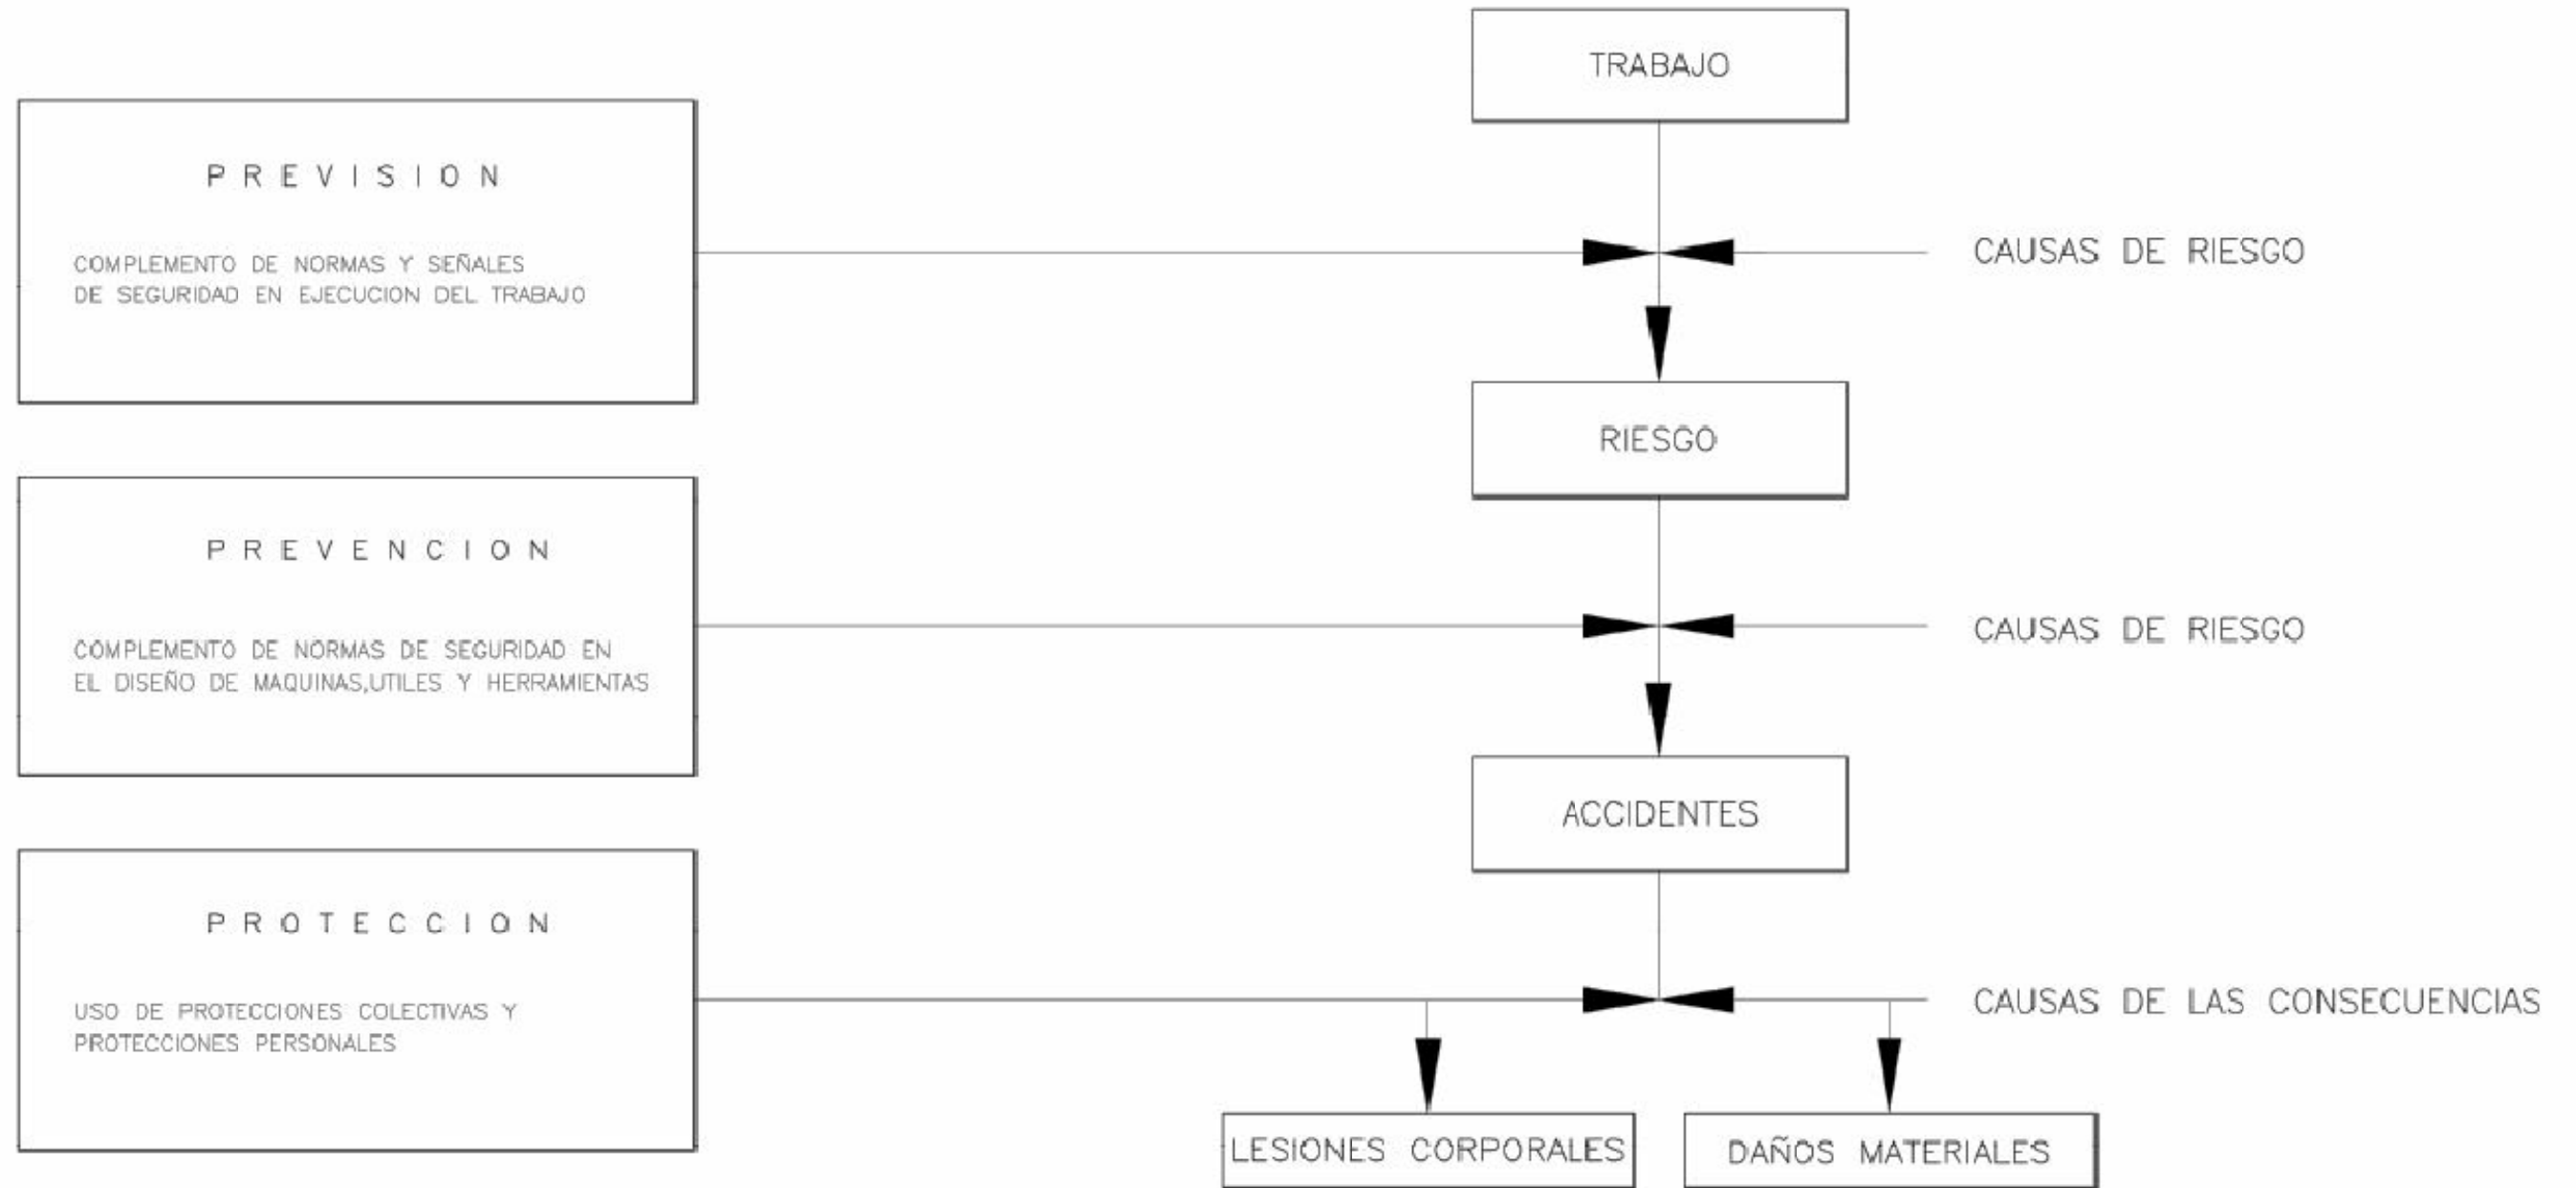 TRABAJO
PREVISION
COMPLEMENTO DE NORMAS Y SEÑALES
DE SEGURIDAD EN EJECUCION DEL TRABAJO
CAUSAS DE RIESGO
RIESGO
PREVENCION
COMPLEMENTO DE NORMAS DE SEGURIDAD EN
EL DISEÑO DE MAQUINAS,UTILES Y HERRAMIENTAS
CAUSAS DE RIESGO
ACCIDENTES
PROTECCION
USO DE PROTECCIONES COLECTIVAS Y
PROTECCIONES PERSONALES
CAUSAS DE LAS CONSECUENCIAS
LESIONES CORPORALES
DAÑOS MATERIALES